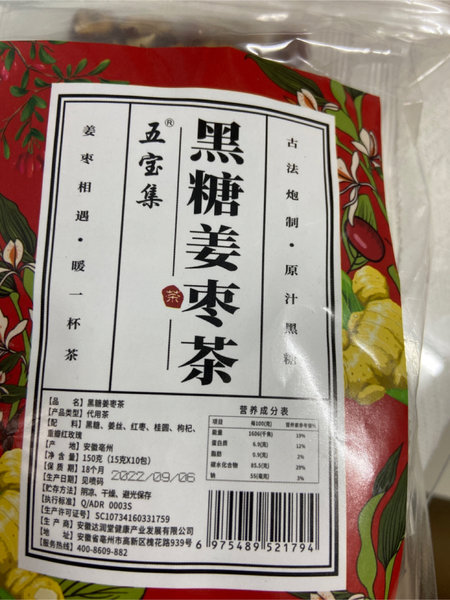 古法炮制·原汁黑糖
黑糖姜枣茶
茶
五宝集®
姜枣相遇·暖一杯茶
【品 名】黑糖姜枣茶
【产品类型】代用茶
【配 料】黑糖、姜丝、红枣、桂圆、枸杞、
重瓣红玫瑰
【产 地】安徽亳州
【净 含 量】150克（15克X10包）
【保 质 期】18个月
【生产日期】见喷码 2022/09/06
【贮存方法】阴凉、干燥、避光保存
【执行标准】Q/ADR 0003S
【生产许可证号】SC10734160331759
【生 产 商】安徽达润堂健康产业发展有限公司
【地 址】安徽省亳州市高新区槐花路939号
【服务热线】400-8609-882
营养成分表
项目 每100(克) 营养素参考值%
能量 1606(千焦) 19%
蛋白质 6.9(克) 12%
脂肪 0.9(克) 2%
碳水化合物 85.5(克) 28%
钠 55(毫克) 3%
6 975489 521794